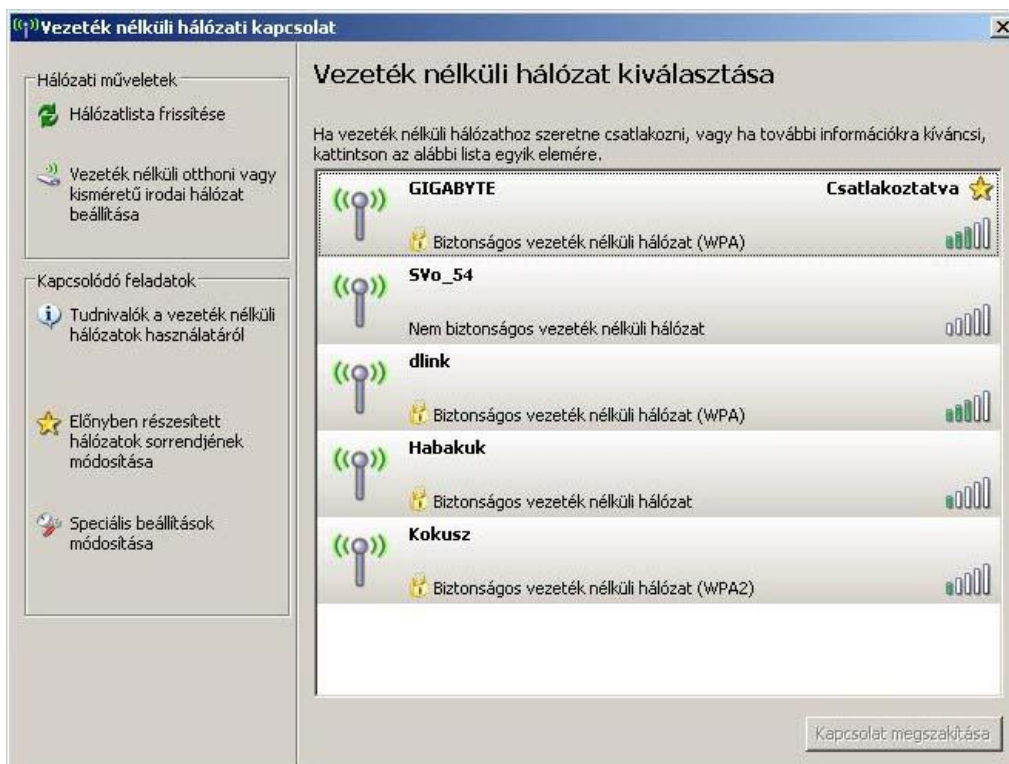 Vezeték nélküli hálózati kapcsolat
Hálózati műveletek
Hálózatlista frissítése
Vezeték nélküli otthoni vagy
kisméretű irodai hálózat
beállítása
Kapcsolódó feladatok
Tudnivalók a vezeték nélküli
hálózatok használatáról
Előnyben részesített
hálózatok sorrendjének
módosítása
Speciális beállítások
módosítása
Vezeték nélküli hálózat kiválasztása
Ha vezeték nélküli hálózathoz szeretne csatlakozni, vagy ha további információkra kíváncsi,
kattintson az alábbi lista egyik elemére.
GIGABYTE Csatlakoztatva
Biztonságos vezeték nélküli hálózat (WPA)
SVo_54
Nem biztonságos vezeték nélküli hálózat
dlink
Biztonságos vezeték nélküli hálózat (WPA)
Habakuk
Biztonságos vezeték nélküli hálózat
Kokusz
Biztonságos vezeték nélküli hálózat (WPA2)
Kapcsolat megszakítása